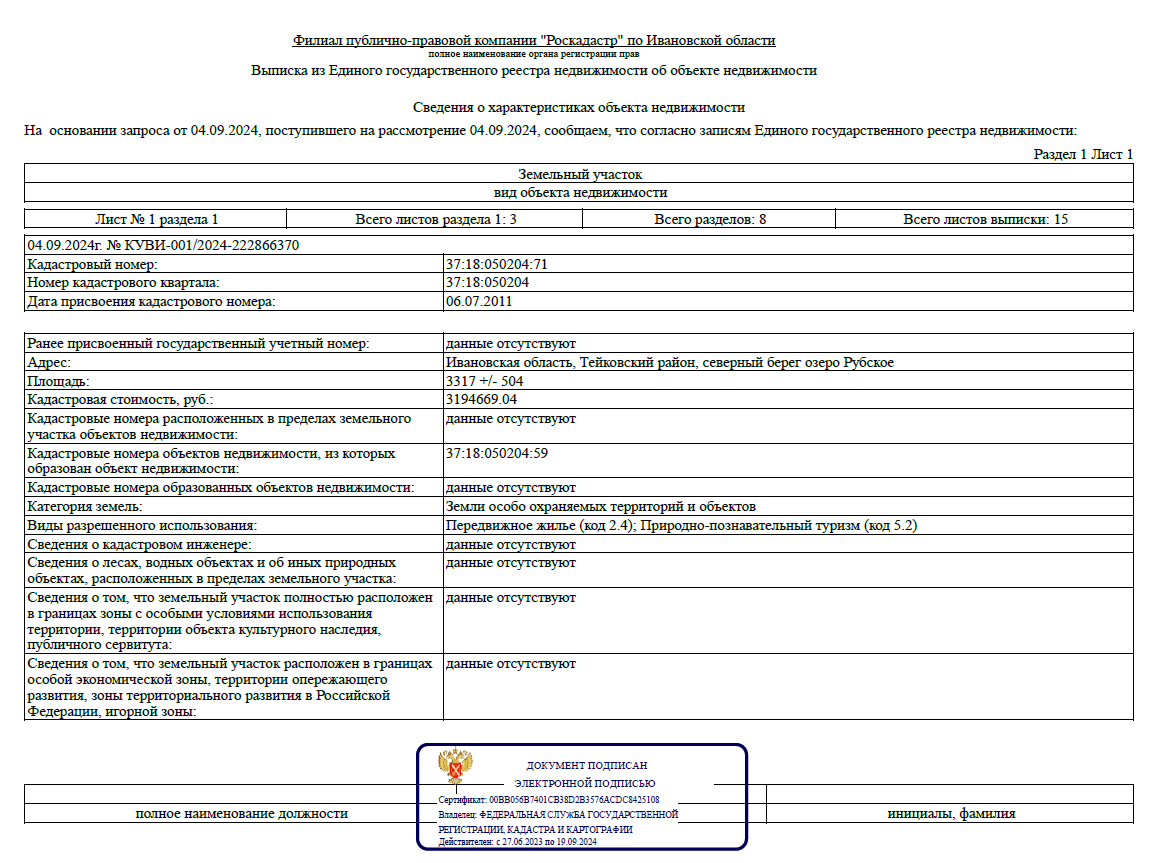 Филиал публично-правовой компании "Роскадастр" по Ивановской области
полное наименование органа регистрации прав
Выписка из Единого государственного реестра недвижимости об объекте недвижимости
Сведения о характеристиках объекта недвижимости
На основании запроса от 04.09.2024, поступившего на рассмотрение 04.09.2024, сообщаем, что согласно записям Единого государственного реестра недвижимости:
Раздел 1 Лист 1
Земельный участок
вид объекта недвижимости
Лист № 1 раздела 1 Всего листов раздела 1: 3 Всего разделов: 8 Всего листов выписки: 15
04.09.2024г. № КУВИ-001/2024-222866370
Кадастровый номер: 37:18:050204:71
Номер кадастрового квартала: 37:18:050204
Дата присвоения кадастрового номера: 06.07.2011
Ранее присвоенный государственный учетный номер: данные отсутствуют
Адрес: Ивановская область, Тейковский район, северный берег озеро Рубское
Площадь: 3317 +/- 504
Кадастровая стоимость, руб.: 3194669.04
Кадастровые номера расположенных в пределах земельного данные отсутствуют
участка объектов недвижимости:
Кадастровые номера объектов недвижимости, из которых 37:18:050204:59
образован объект недвижимости:
Кадастровые номера образованных объектов недвижимости: данные отсутствуют
Категория земель: Земли особо охраняемых территорий и объектов
Виды разрешенного использования: Передвижное жилье (код 2.4); Природно-познавательный туризм (код 5.2)
Сведения о кадастровом инженере: данные отсутствуют
Сведения о лесах, водных объектах и об иных природных данные отсутствуют
объектах, расположенных в пределах земельного участка:
Сведения о том, что земельный участок полностью расположен данные отсутствуют
в границах зоны с особыми условиями использования
территории, территории объекта культурного наследия,
публичного сервитута:
Сведения о том, что земельный участок расположен в границах данные отсутствуют
особой экономической зоны, территории опережающего
развития, зоны территориального развития в Российской
Федерации, игорной зоны:
ДОКУМЕНТ ПОДПИСАН
ЭЛЕКТРОННОЙ ПОДПИСЬЮ
Сертификат: 00BB056B7401CB38D2B3576ACDC8425108
Владелец: ФЕДЕРАЛЬНАЯ СЛУЖБА ГОСУДАРСТВЕННОЙ
РЕГИСТРАЦИИ, КАДАСТРА И КАРТОГРАФИИ
Действителен: с 27.06.2023 по 19.09.2024
полное наименование должности инициалы, фамилия